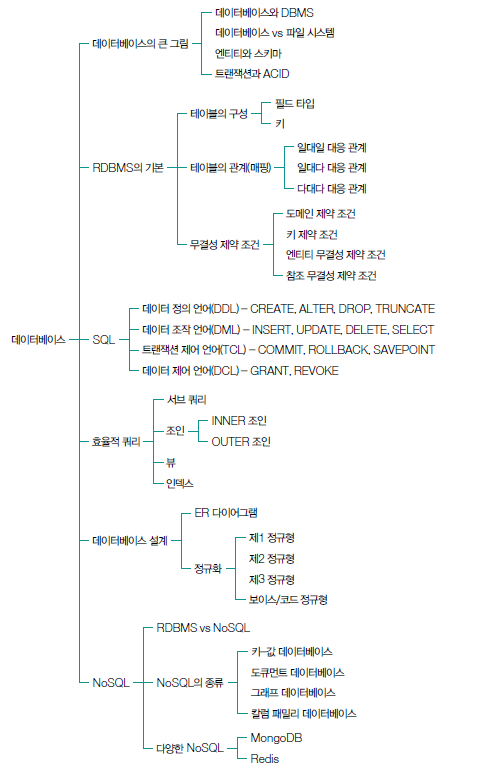 데이터베이스와 DBMS
데이터베이스의 큰 그림
데이터베이스 vs 파일 시스템
엔티티와 스키마
트랜잭션과 ACID
테이블의 구성
필드 타입
키
RDBMS의 기본
테이블의 관계(매핑)
일대일 대응 관계
일대다 대응 관계
다대다 대응 관계
무결성 제약 조건
도메인 제약 조건
키 제약 조건
엔티티 무결성 제약 조건
참조 무결성 제약 조건
데이터베이스
SQL
데이터 정의 언어(DDL) – CREATE, ALTER, DROP, TRUNCATE
데이터 조작 언어(DML) – INSERT, UPDATE, DELETE, SELECT
트랜잭션 제어 언어(TCL) – COMMIT, ROLLBACK, SAVEPOINT
데이터 제어 언어(DCL) – GRANT, REVOKE
효율적 쿼리
서브 쿼리
조인
INNER 조인
OUTER 조인
뷰
인덱스
데이터베이스 설계
ER 다이어그램
정규화
제1 정규형
제2 정규형
제3 정규형
보이스/코드 정규형
NoSQL
RDBMS vs NoSQL
NoSQL의 종류
키-값 데이터베이스
도큐먼트 데이터베이스
그래프 데이터베이스
칼럼 패밀리 데이터베이스
다양한 NoSQL
MongoDB
Redis